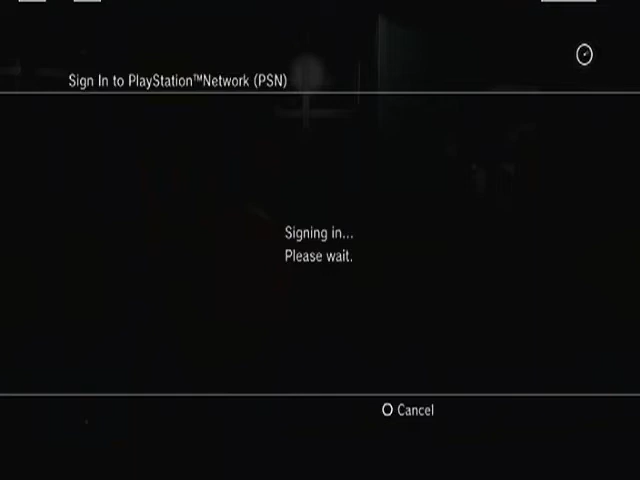 Sign In to PlayStation™Network (PSN)
Signing in...
Please wait.
Cancel